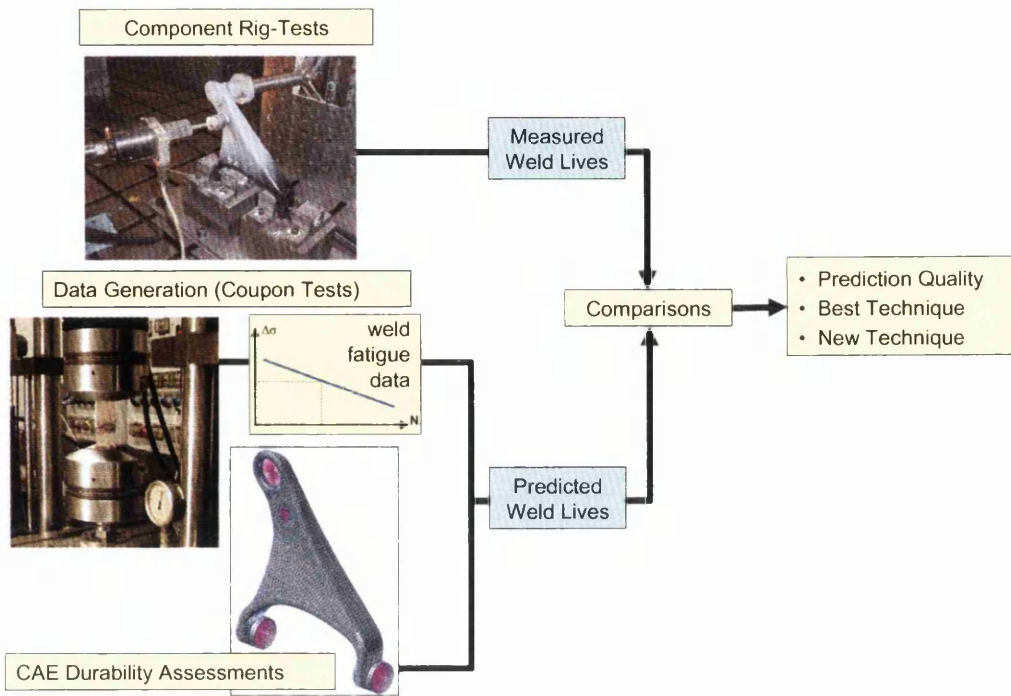 Component Rig-Tests
Measured
Weld Lives
Data Generation (Coupon Tests)
Δσ
weld
fatigue
data
N
Comparisons
• Prediction Quality
• Best Technique
• New Technique
Predicted
Weld Lives
CAE Durability Assessments